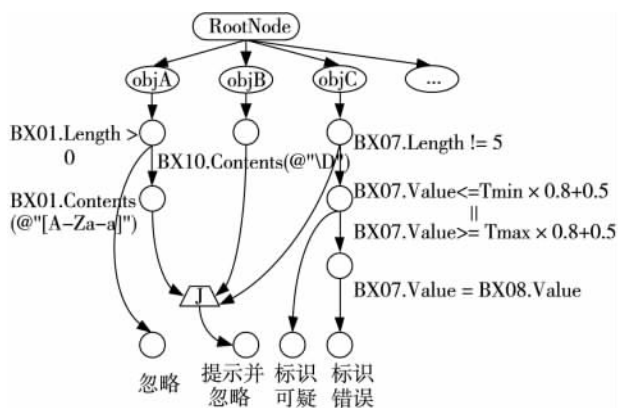 RootNode
objA
objB
objC
...
BX01.Length >
0
BX10.Contents(@"\D")
BX07.Length != 5
BX01.Contents
(@"[A-Za-a]")
BX07.Value<=Tmin × 0.8+0.5
||
BX07.Value>= Tmax × 0.8+0.5
BX07.Value = BX08.Value
J
忽略
提示并
忽略
标识
可疑
标识
错误